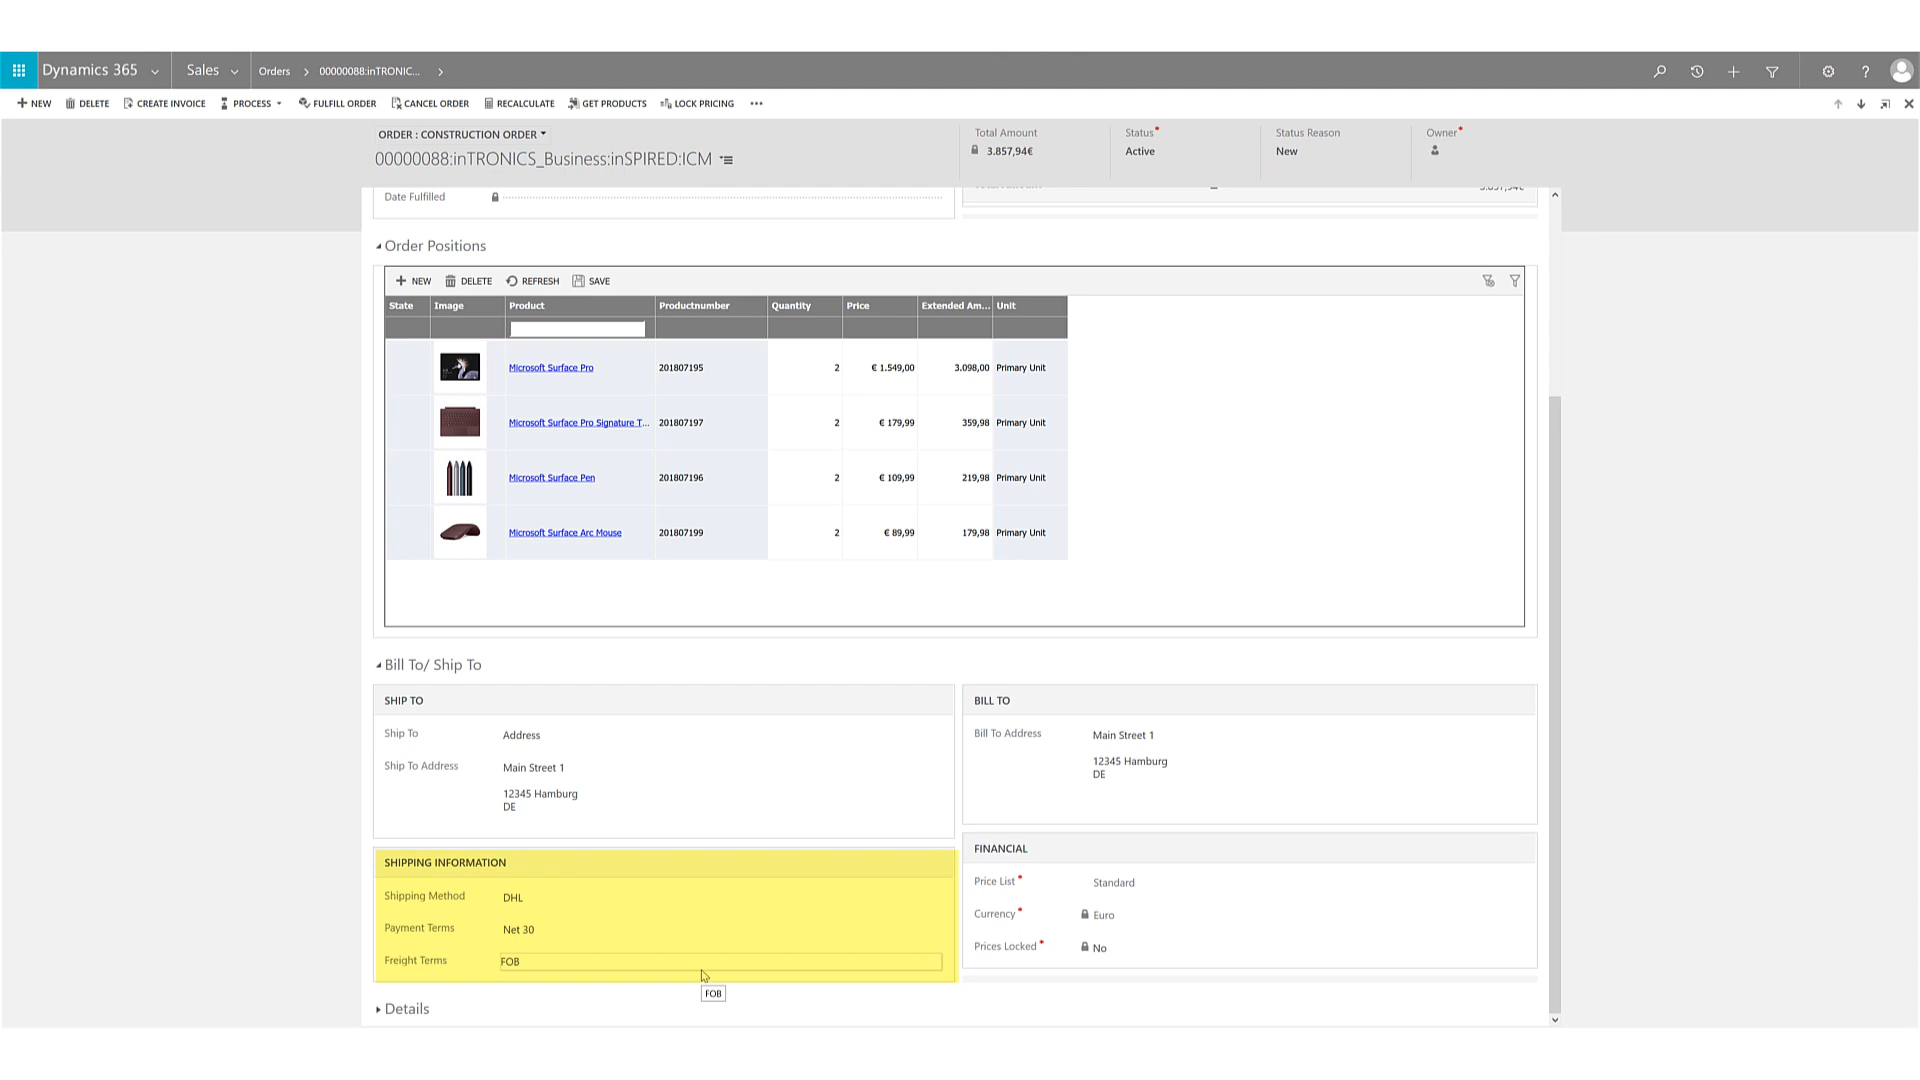 Dynamics 365 Sales Orders 00000088:inTRONIC...
NEW DELETE CREATE INVOICE PROCESS FULFILL ORDER CANCEL ORDER RECALCULATE GET PRODUCTS LOCK PRICING •••
ORDER : CONSTRUCTION ORDER
00000088:inTRONICS_Business:inSPIRED:ICM
Total Amount
3.857,94€
Status*
Active
Status Reason
New
Owner*
Date Fulfilled
Order Positions
NEW DELETE REFRESH SAVE
State Image Product Productnumber Quantity Price Extended Am... Unit
Microsoft Surface Pro 201807195 2 € 1.549,00 3.098,00 Primary Unit
Microsoft Surface Pro Signature T... 201807197 2 € 179,99 359,98 Primary Unit
Microsoft Surface Pen 201807196 2 € 109,99 219,98 Primary Unit
Microsoft Surface Arc Mouse 201807199 2 € 89,99 179,98 Primary Unit
Bill To/ Ship To
SHIP TO
Ship To Address
Ship To Address Main Street 1
12345 Hamburg
DE
BILL TO
Bill To Address Main Street 1
12345 Hamburg
DE
SHIPPING INFORMATION
Shipping Method DHL
Payment Terms Net 30
Freight Terms FOB
FOB
FINANCIAL
Price List* Standard
Currency* Euro
Prices Locked* No
Details